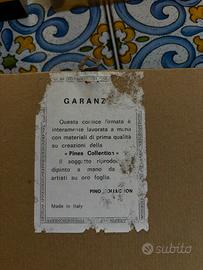 GARANZ
Questa cornice formata è
interamente lavorata a mano
con materiali di prima qualità
su creazioni della
« Pines Collection »
Il soggetto riprodotto
dipinto a mano da
artisti su oro foglia.
PINES COLLECTION
Made in Italy
subito